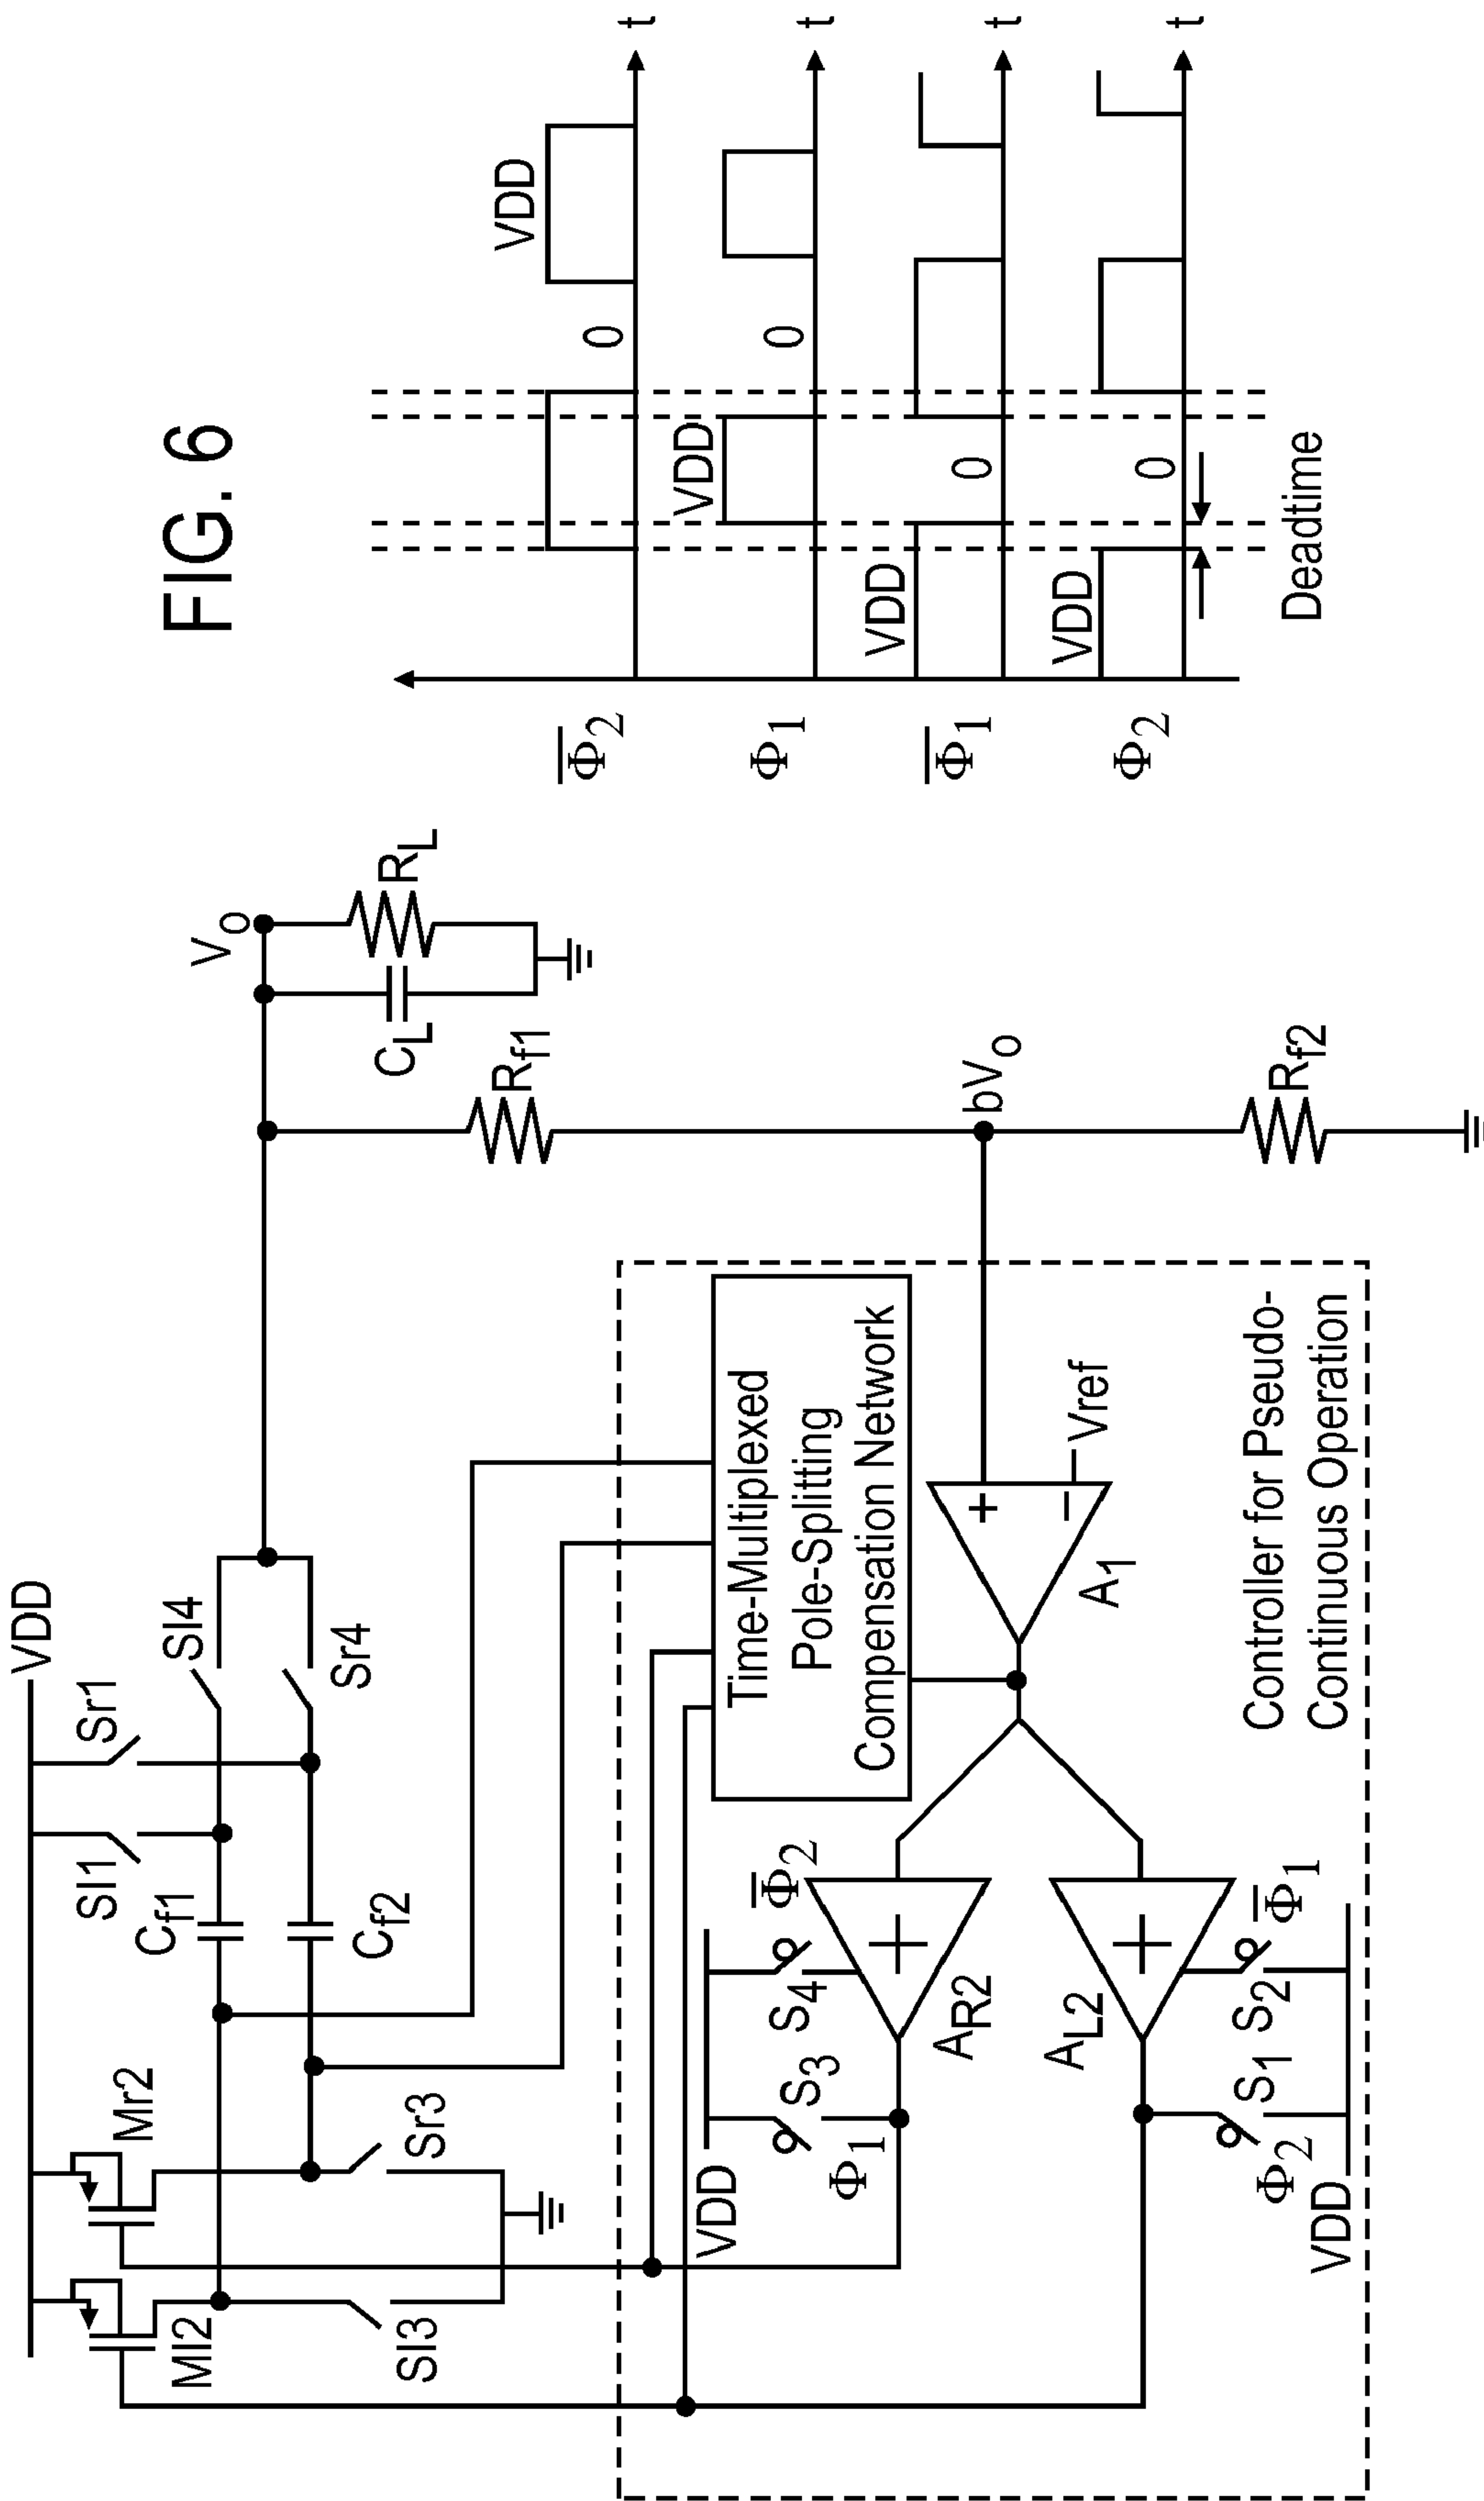 FIG. 6
VDD
Ml2
Mr2
Sl1
Sr1
Cf1
Sl4
Cf2
Sr4
Sl3
Sr3
Vo
CL
RL
Rf1
bVo
Rf2
VDD
S3
S4
Φ1
Φ2
AR2
AL2
S1
S2
Φ2
Φ1
VDD
Time-Multiplexed
Pole-Splitting
Compensation Network
+
−
Vref
A1
+
+
Controller for Pseudo-
Continuous Operation
Φ2
VDD
0
t
Φ1
VDD
0
t
Φ1
VDD
0
t
Φ2
VDD
0
t
Deadtime